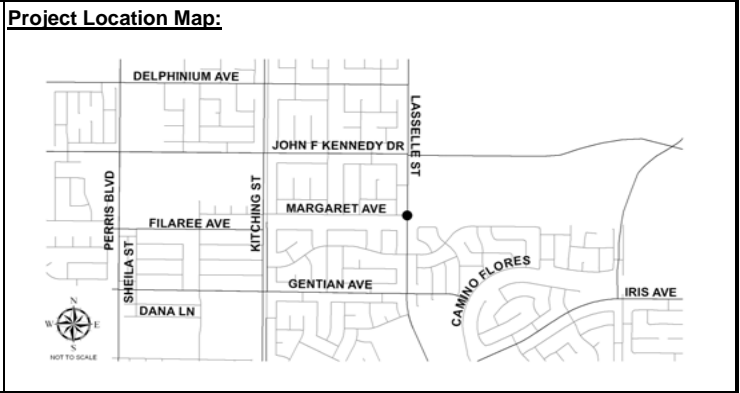 Project Location Map:
DELPHINIUM AVE
LASSELLE ST
JOHN F KENNEDY DR
PERRIS BLVD
KITCHING ST
MARGARET AVE
FILAREE AVE
SHEILA ST
CAMINO FLORES
GENTIAN AVE
IRIS AVE
DANA LN
N
W
E
S
NOT TO SCALE